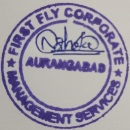 FIRST FLY CORPORATE
AURANGABAD
★ MANAGEMENT SERVICES ★